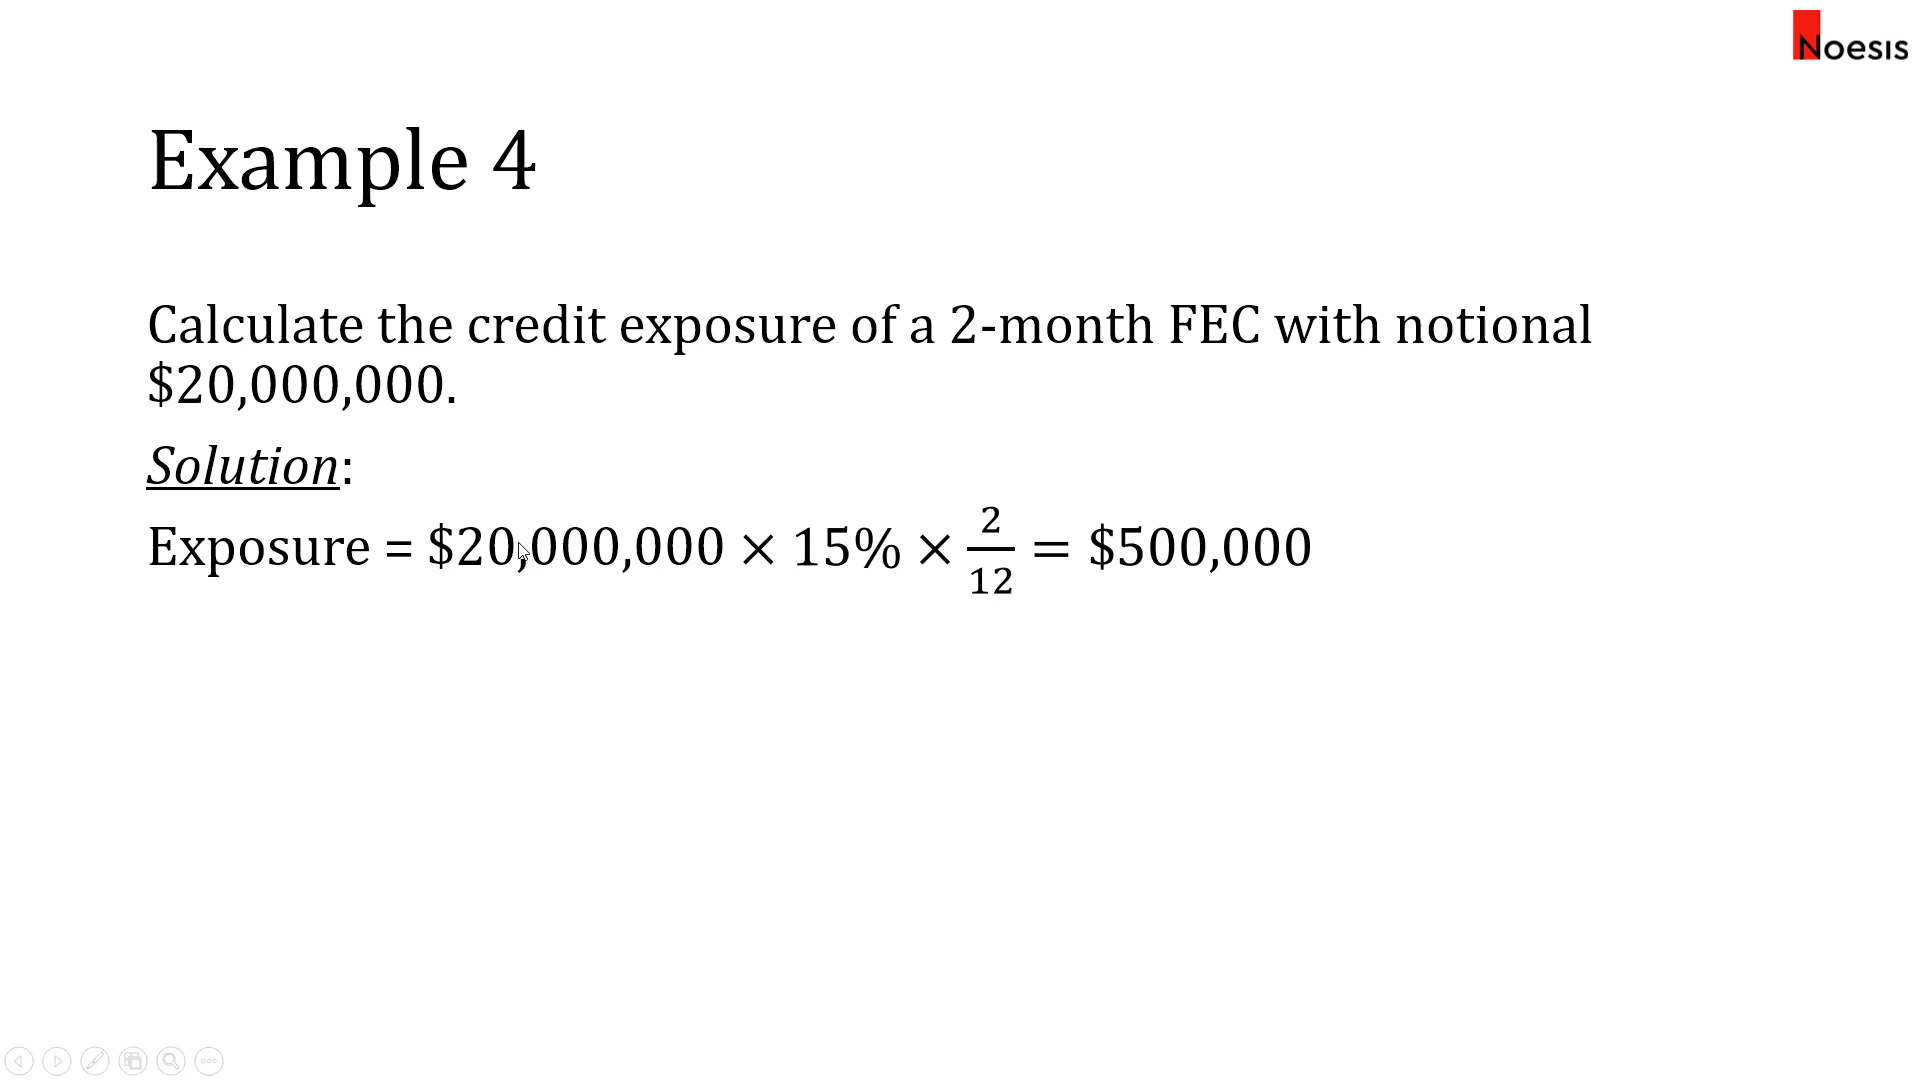 Noesis
Example 4
Calculate the credit exposure of a 2-month FEC with notional
$20,000,000.
Solution:
Exposure = $20,000,000 × 15% × 2/12 = $500,000